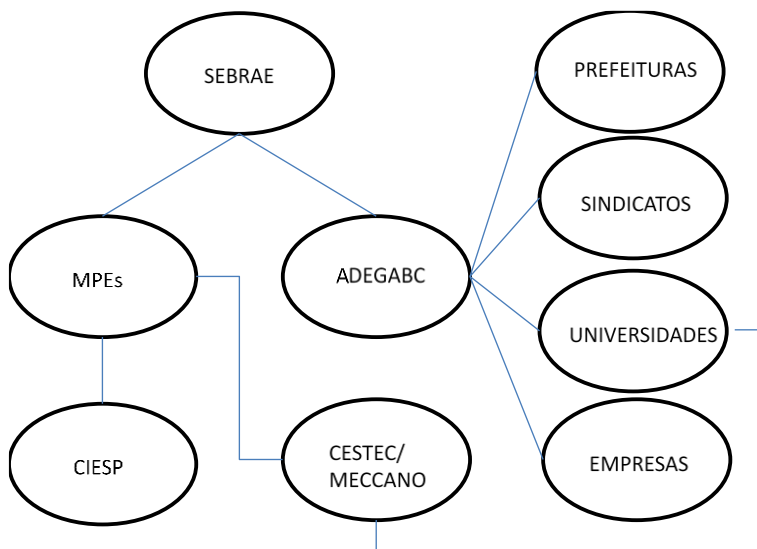 SEBRAE
PREFEITURAS
SINDICATOS
MPEs
ADEGABC
UNIVERSIDADES
CIESP
CESTEC/
MECCANO
EMPRESAS